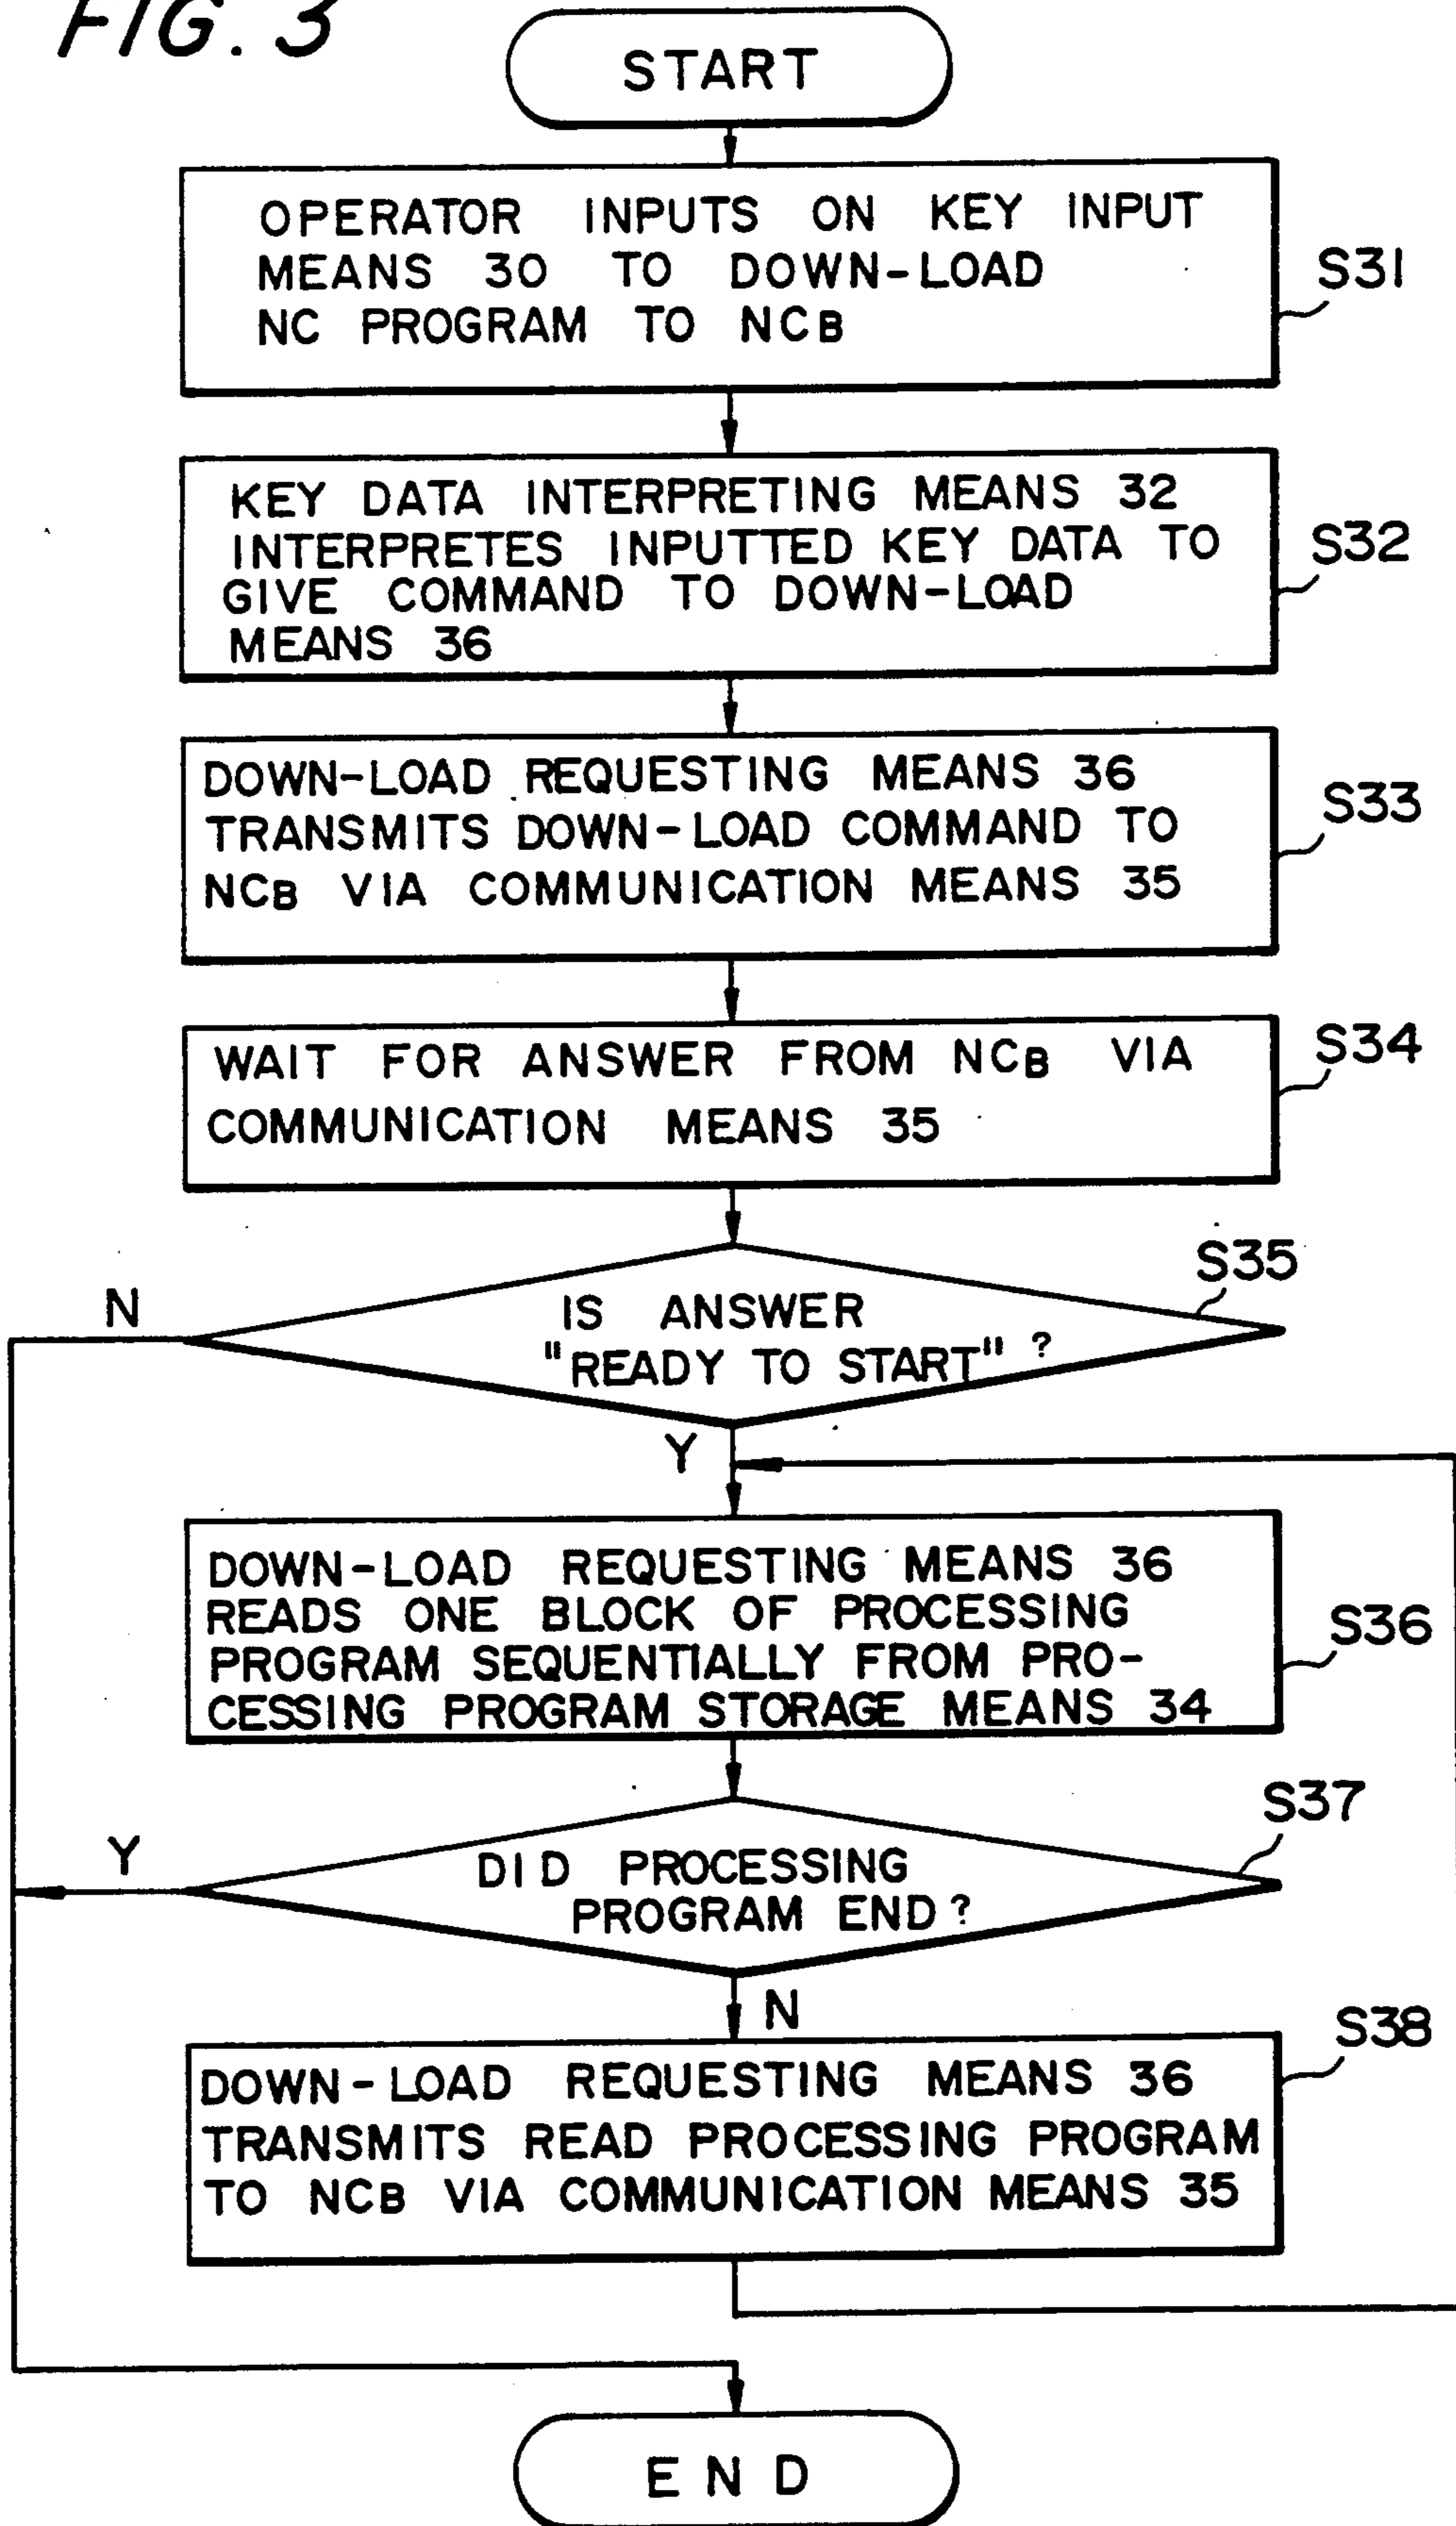 FIG. 3
START
OPERATOR INPUTS ON KEY INPUT
MEANS 30 TO DOWN-LOAD
NC PROGRAM TO NCB
S31
KEY DATA INTERPRETING MEANS 32
INTERPRETES INPUTTED KEY DATA TO
GIVE COMMAND TO DOWN-LOAD
MEANS 36
S32
DOWN-LOAD REQUESTING MEANS 36
TRANSMITS DOWN-LOAD COMMAND TO
NCB VIA COMMUNICATION MEANS 35
S33
WAIT FOR ANSWER FROM NCB VIA
COMMUNICATION MEANS 35
S34
S35
N
IS ANSWER
"READY TO START" ?
Y
DOWN-LOAD REQUESTING MEANS 36
READS ONE BLOCK OF PROCESSING
PROGRAM SEQUENTIALLY FROM PRO-
CESSING PROGRAM STORAGE MEANS 34
S36
S37
Y
DID PROCESSING
PROGRAM END?
N
S38
DOWN-LOAD REQUESTING MEANS 36
TRANSMITS READ PROCESSING PROGRAM
TO NCB VIA COMMUNICATION MEANS 35
END